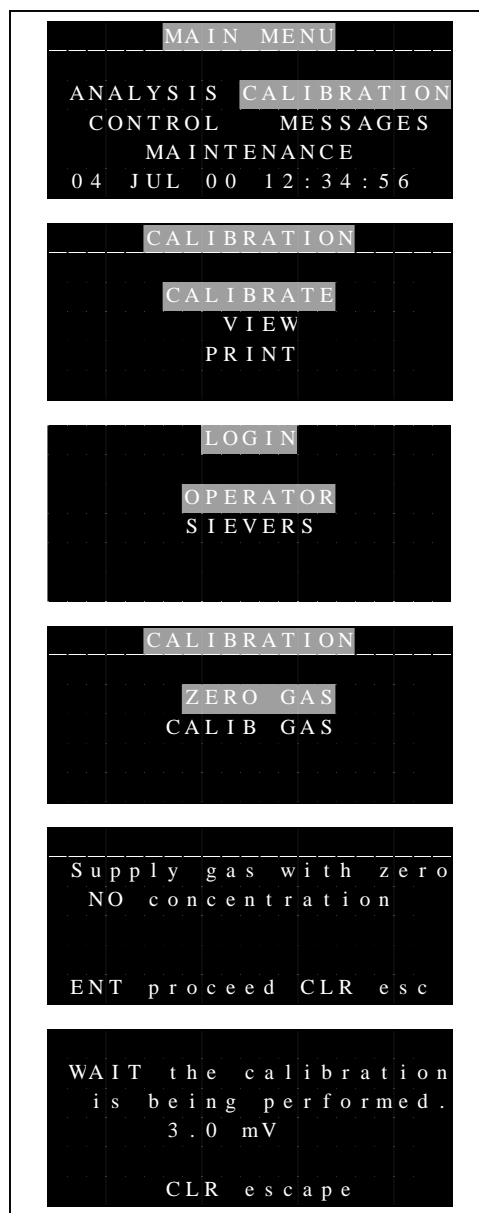 MAIN MENU
ANALYSIS CALIBRATION
CONTROL MESSAGES
MAINTENANCE
04 JUL 00 12:34:56
CALIBRATION
CALIBRATE
VIEW
PRINT
LOGIN
OPERATOR
SIEVERS
CALIBRATION
ZERO GAS
CALIB GAS
Supply gas with zero
NO concentration
ENT proceed CLR esc
WAIT the calibration
is being performed.
3.0 mV
CLR escape